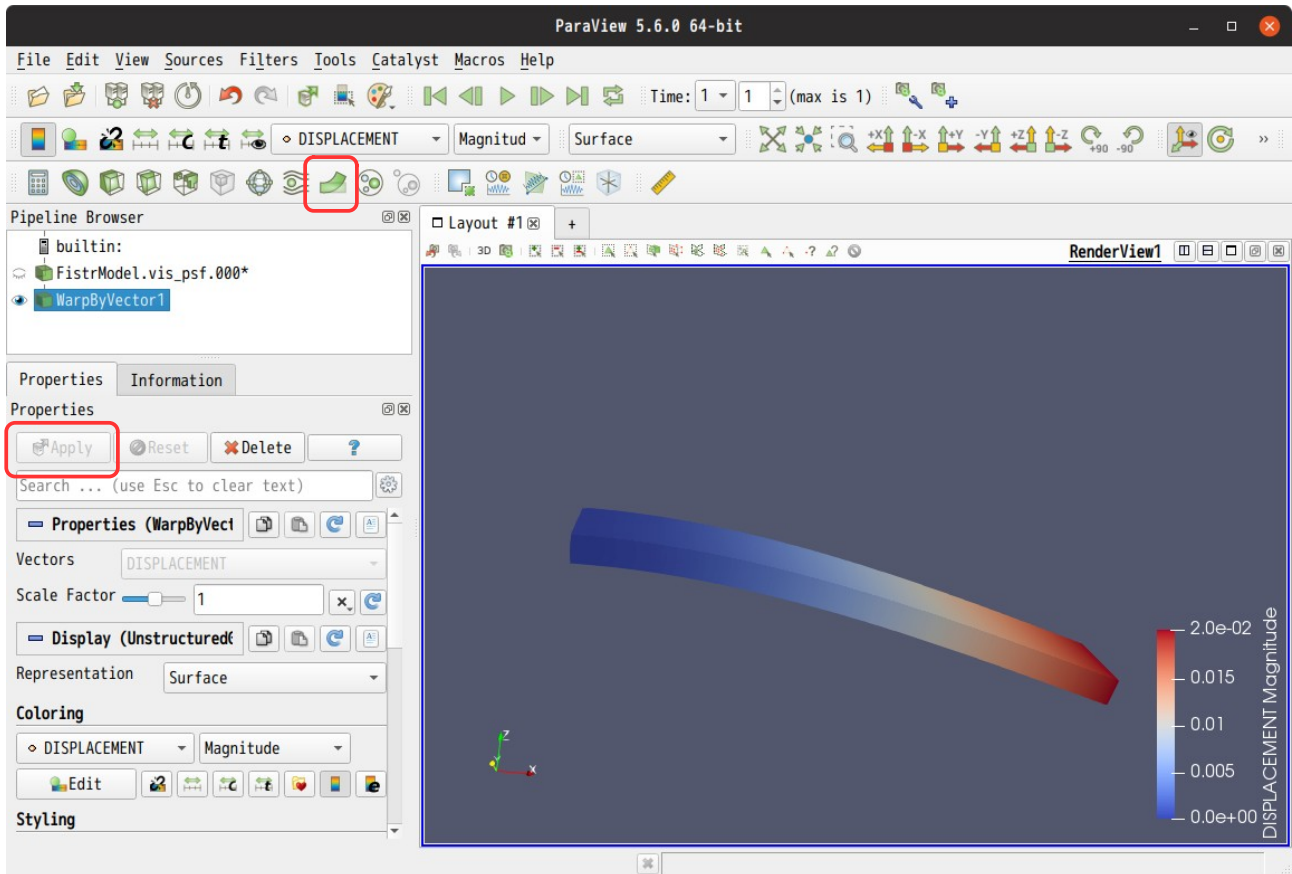 ParaView 5.6.0 64-bit
File Edit View Sources Filters Tools Catalyst Macros Help
Time: 1 1 (max is 1)
DISPLACEMENT Magnitud Surface +X -X +Y -Y +Z -Z +90 -90 »
Pipeline Browser
builtin:
FistrModel.vis_psf.000*
WarpByVector1
Layout #1 +
3D RenderView1
Properties Information
Properties
Apply Reset Delete ?
Search ... (use Esc to clear text)
Properties (WarpByVect
Vectors DISPLACEMENT
Scale Factor 1
Display (Unstructured
Representation Surface
Coloring
DISPLACEMENT Magnitude
Edit
Styling
Z
Y
X
2.0e-02
0.015
0.01
0.005
0.0e+00
DISPLACEMENT Magnitude